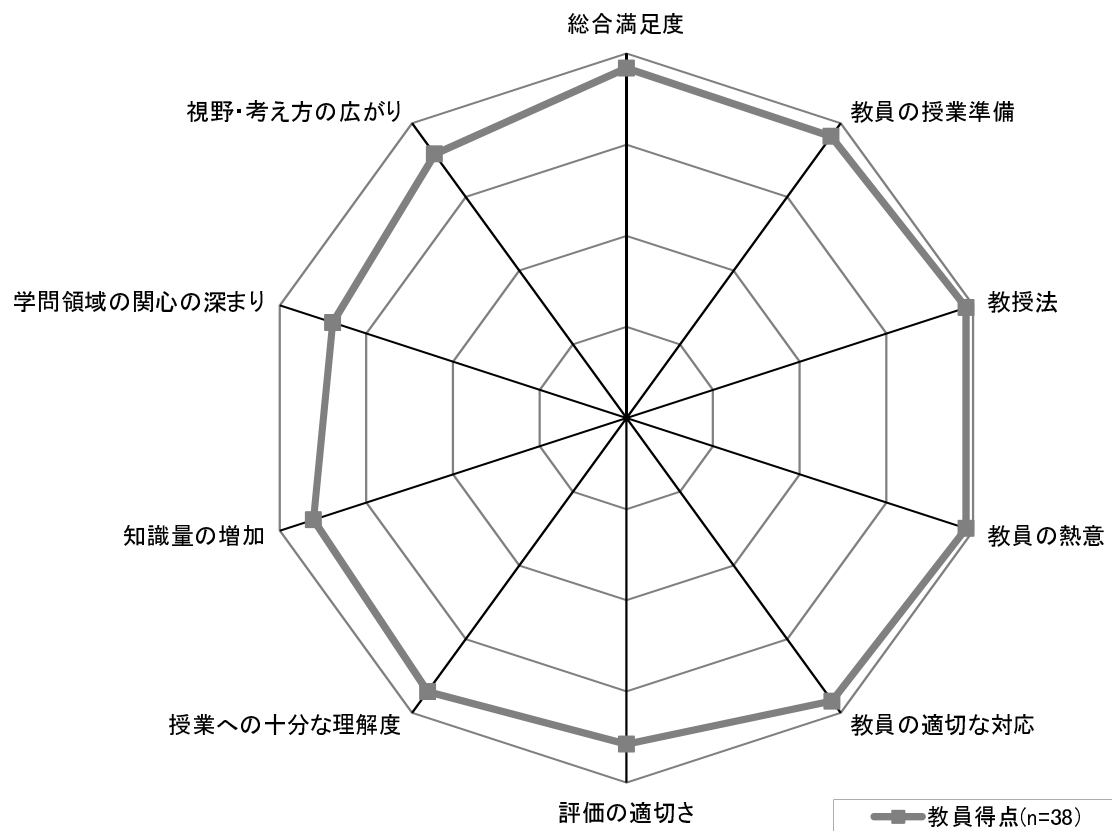 総合満足度
視野・考え方の広がり
教員の授業準備
学問領域の関心の深まり
教授法
知識量の増加
教員の熱意
授業への十分な理解度
教員の適切な対応
評価の適切さ
教員得点(n=38)